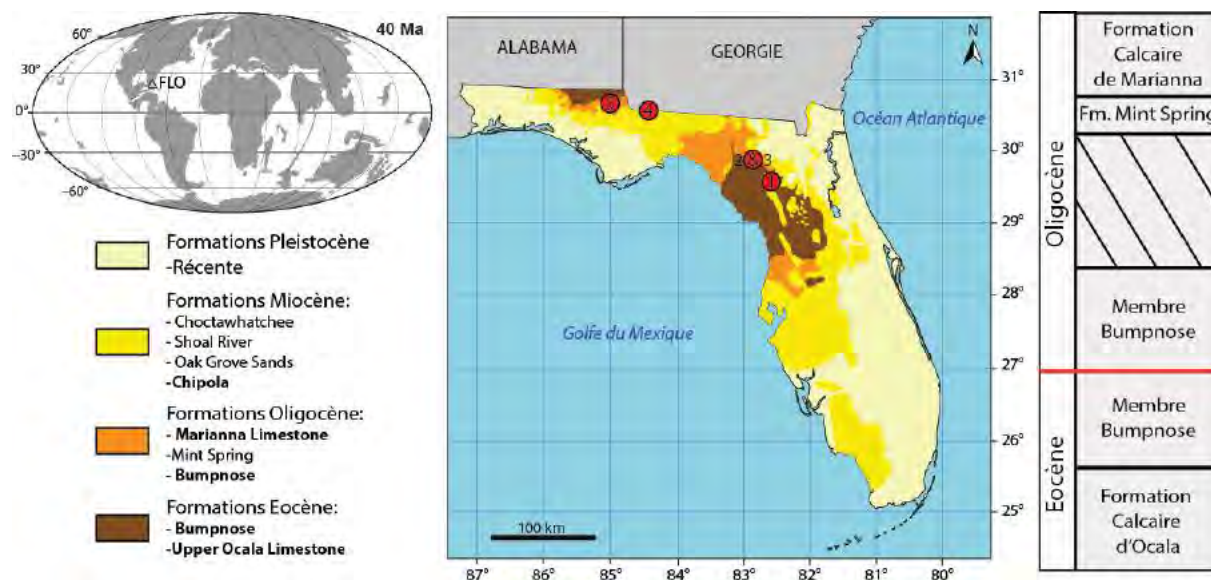 40 Ma
60°
30°
FLO
0°
-30°
-60°
Formations Pleistocène
-Récente
Formations Miocène:
- Choctawhatchee
- Shoal River
- Oak Grove Sands
-Chipola
Formations Oligocène:
- Marianna Limestone
-Mint Spring
- Bumpnose
Formations Eocène:
- Bumpnose
-Upper Ocala Limestone
ALABAMA
GEORGIE
N
Océan Atlantique
Golfe du Mexique
4
2
3
1
100 km
31°
30°
29°
28°
27°
26°
25°
87°
86°
85°
84°
83°
82°
81°
80°
Oligocène
Eocène
Formation
Calcaire
de Marianna
Fm. Mint Spring
Membre
Bumpnose
Membre
Bumpnose
Formation
Calcaire
d'Ocala